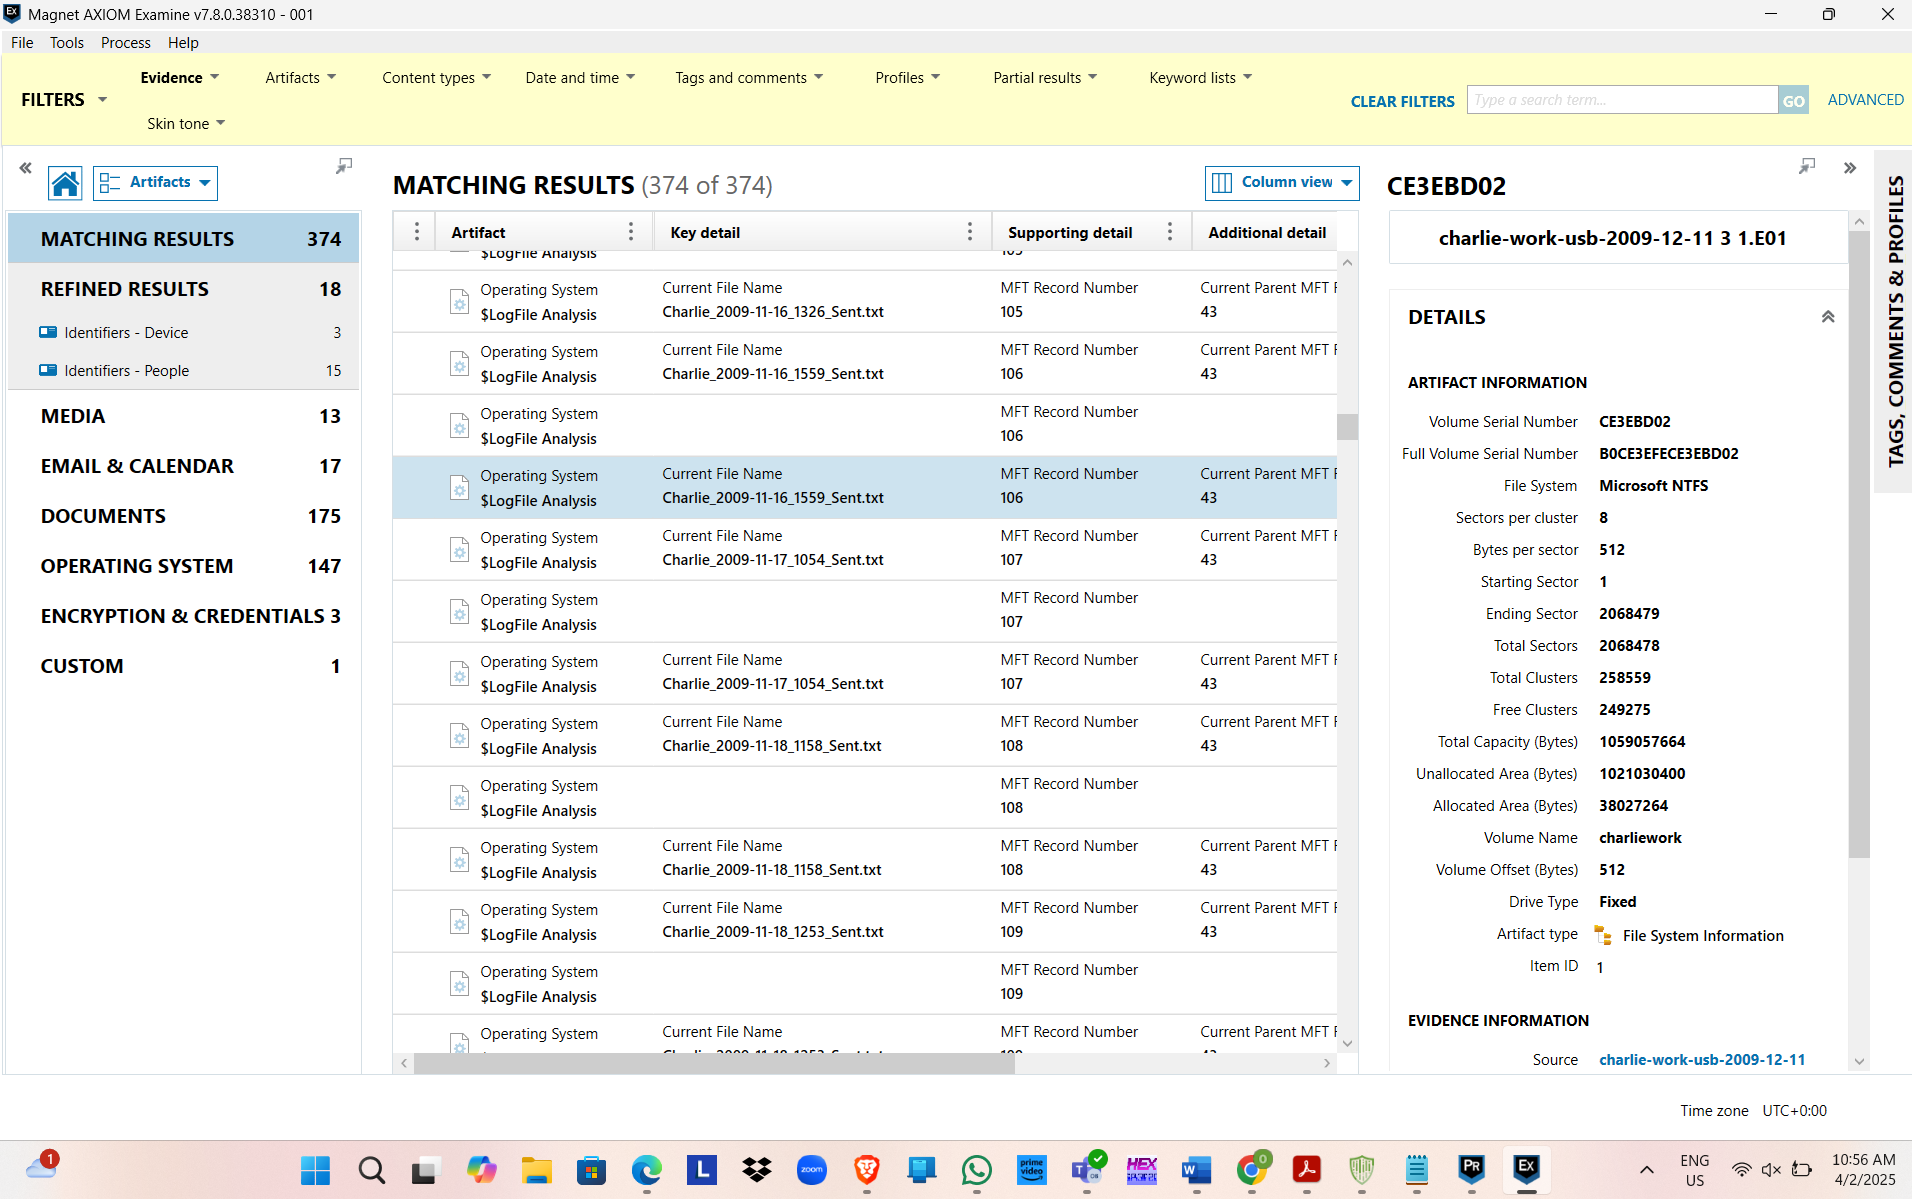 Magnet AXIOM Examine v7.8.0.38310 - 001
File Tools Process Help
FILTERS
Evidence Artifacts Content types Date and time Tags and comments Profiles Partial results Keyword lists
Skin tone
CLEAR FILTERS Type a search term... GO ADVANCED
Artifacts
MATCHING RESULTS 374
REFINED RESULTS 18
Identifiers - Device 3
Identifiers - People 15
MEDIA 13
EMAIL & CALENDAR 17
DOCUMENTS 175
OPERATING SYSTEM 147
ENCRYPTION & CREDENTIALS 3
CUSTOM 1
MATCHING RESULTS (374 of 374)
Column view
Artifact Key detail Supporting detail Additional detail
$LogFile Analysis 105
Operating System Current File Name MFT Record Number Current Parent MFT
$LogFile Analysis Charlie_2009-11-16_1326_Sent.txt 105 43
Operating System Current File Name MFT Record Number Current Parent MFT
$LogFile Analysis Charlie_2009-11-16_1559_Sent.txt 106 43
Operating System MFT Record Number
$LogFile Analysis 106
Operating System Current File Name MFT Record Number Current Parent MFT
$LogFile Analysis Charlie_2009-11-16_1559_Sent.txt 106 43
Operating System Current File Name MFT Record Number Current Parent MFT
$LogFile Analysis Charlie_2009-11-17_1054_Sent.txt 107 43
Operating System MFT Record Number
$LogFile Analysis 107
Operating System Current File Name MFT Record Number Current Parent MFT
$LogFile Analysis Charlie_2009-11-17_1054_Sent.txt 107 43
Operating System Current File Name MFT Record Number Current Parent MFT
$LogFile Analysis Charlie_2009-11-18_1158_Sent.txt 108 43
Operating System MFT Record Number
$LogFile Analysis 108
Operating System Current File Name MFT Record Number Current Parent MFT
$LogFile Analysis Charlie_2009-11-18_1158_Sent.txt 108 43
Operating System Current File Name MFT Record Number Current Parent MFT
$LogFile Analysis Charlie_2009-11-18_1253_Sent.txt 109 43
Operating System MFT Record Number
$LogFile Analysis 109
Operating System Current File Name MFT Record Number Current Parent MFT
CE3EBD02
charlie-work-usb-2009-12-11 3 1.E01
DETAILS
ARTIFACT INFORMATION
Volume Serial Number CE3EBD02
Full Volume Serial Number B0CE3EFECE3EBD02
File System Microsoft NTFS
Sectors per cluster 8
Bytes per sector 512
Starting Sector 1
Ending Sector 2068479
Total Sectors 2068478
Total Clusters 258559
Free Clusters 249275
Total Capacity (Bytes) 1059057664
Unallocated Area (Bytes) 1021030400
Allocated Area (Bytes) 38027264
Volume Name charliework
Volume Offset (Bytes) 512
Drive Type Fixed
Artifact type File System Information
Item ID 1
EVIDENCE INFORMATION
Source charlie-work-usb-2009-12-11
TAGS, COMMENTS & PROFILES
Time zone UTC+0:00
1
L
zoom
prime video
HEX
PR
EX
ENG
US
10:56 AM
4/2/2025